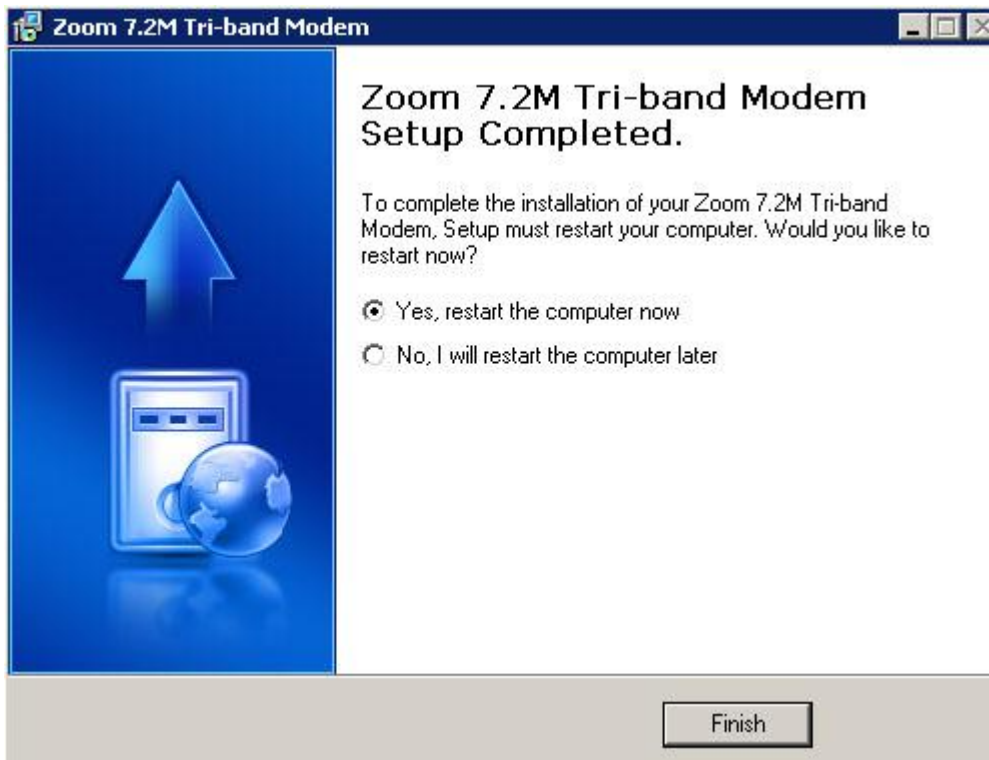 Zoom 7.2M Tri-band Modem
Zoom 7.2M Tri-band Modem
Setup Completed.
To complete the installation of your Zoom 7.2M Tri-band
Modem, Setup must restart your computer. Would you like to
restart now?
Yes, restart the computer now
No, I will restart the computer later
Finish